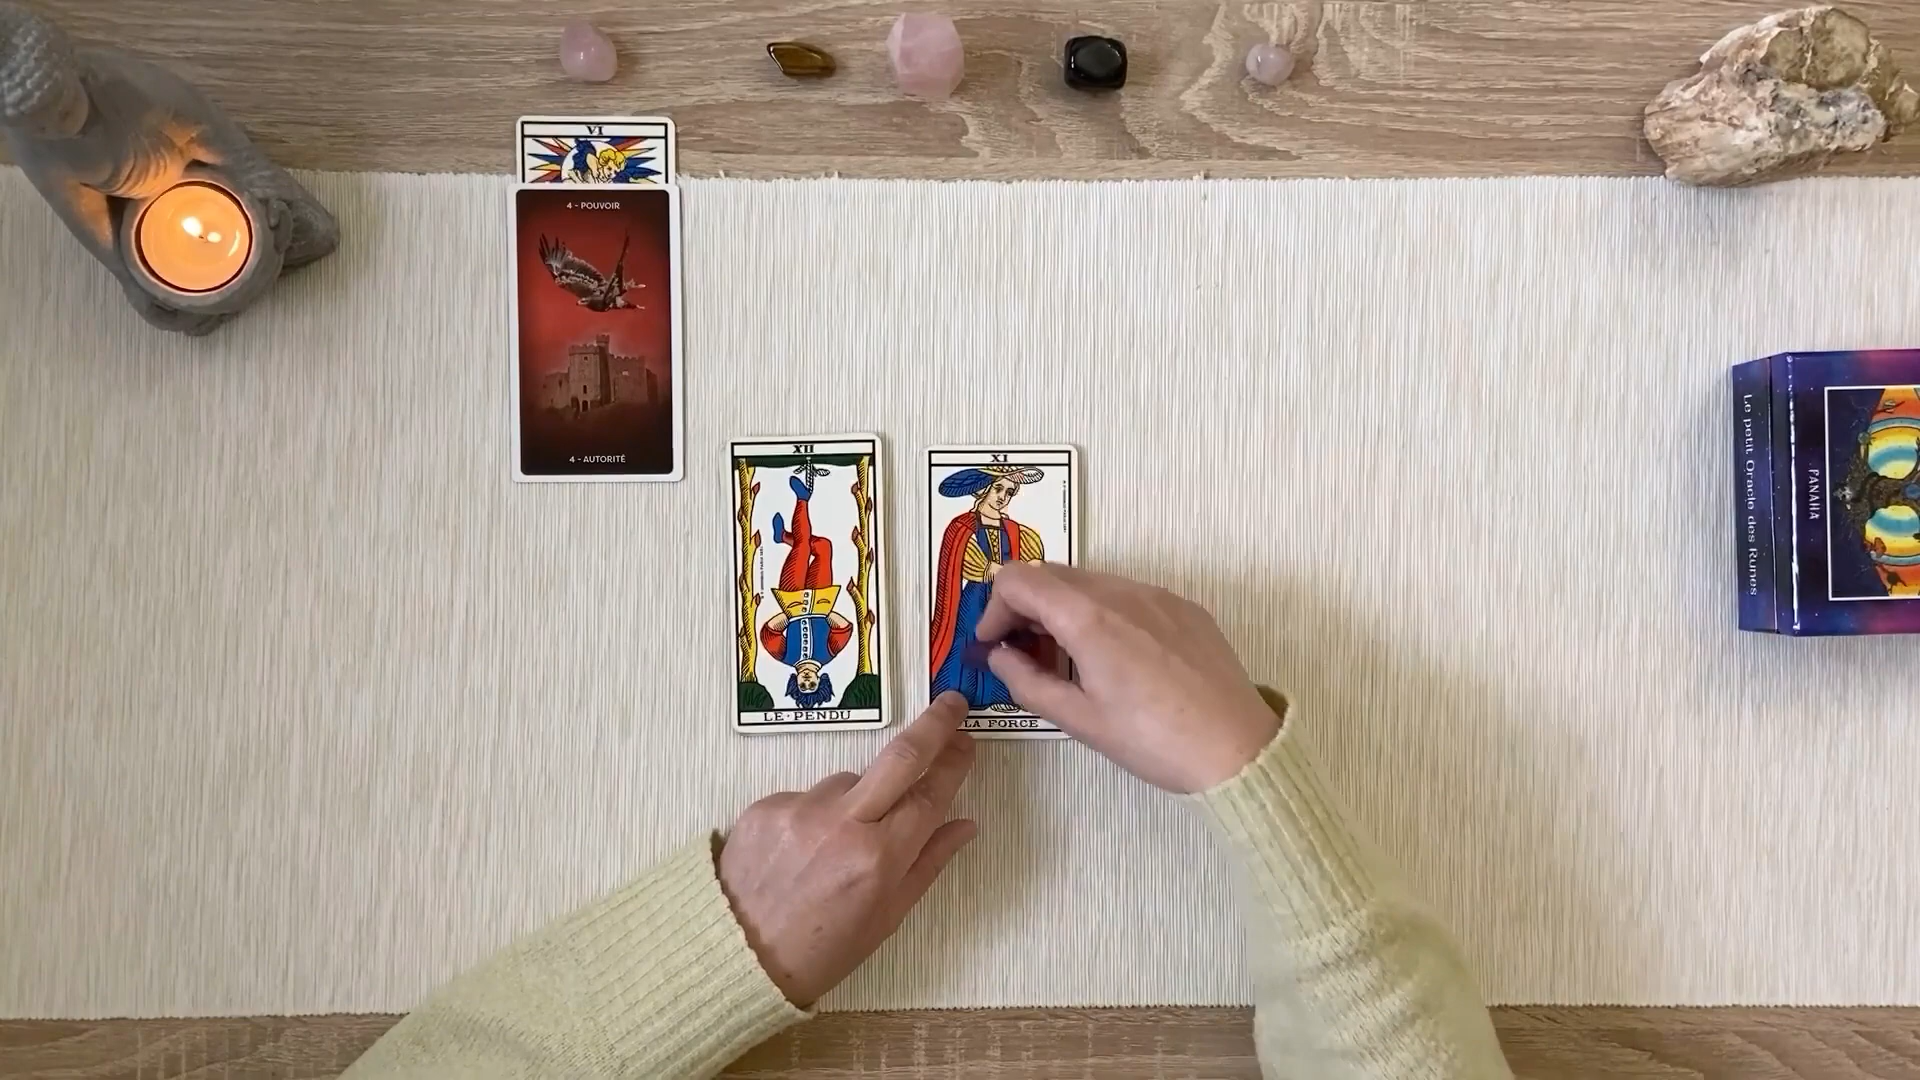 VI
4 - POUVOIR
4 - AUTORITÉ
XII
LE·PENDU
XI
LA FORCE
Le petit Oracle des Runes
PANAHA